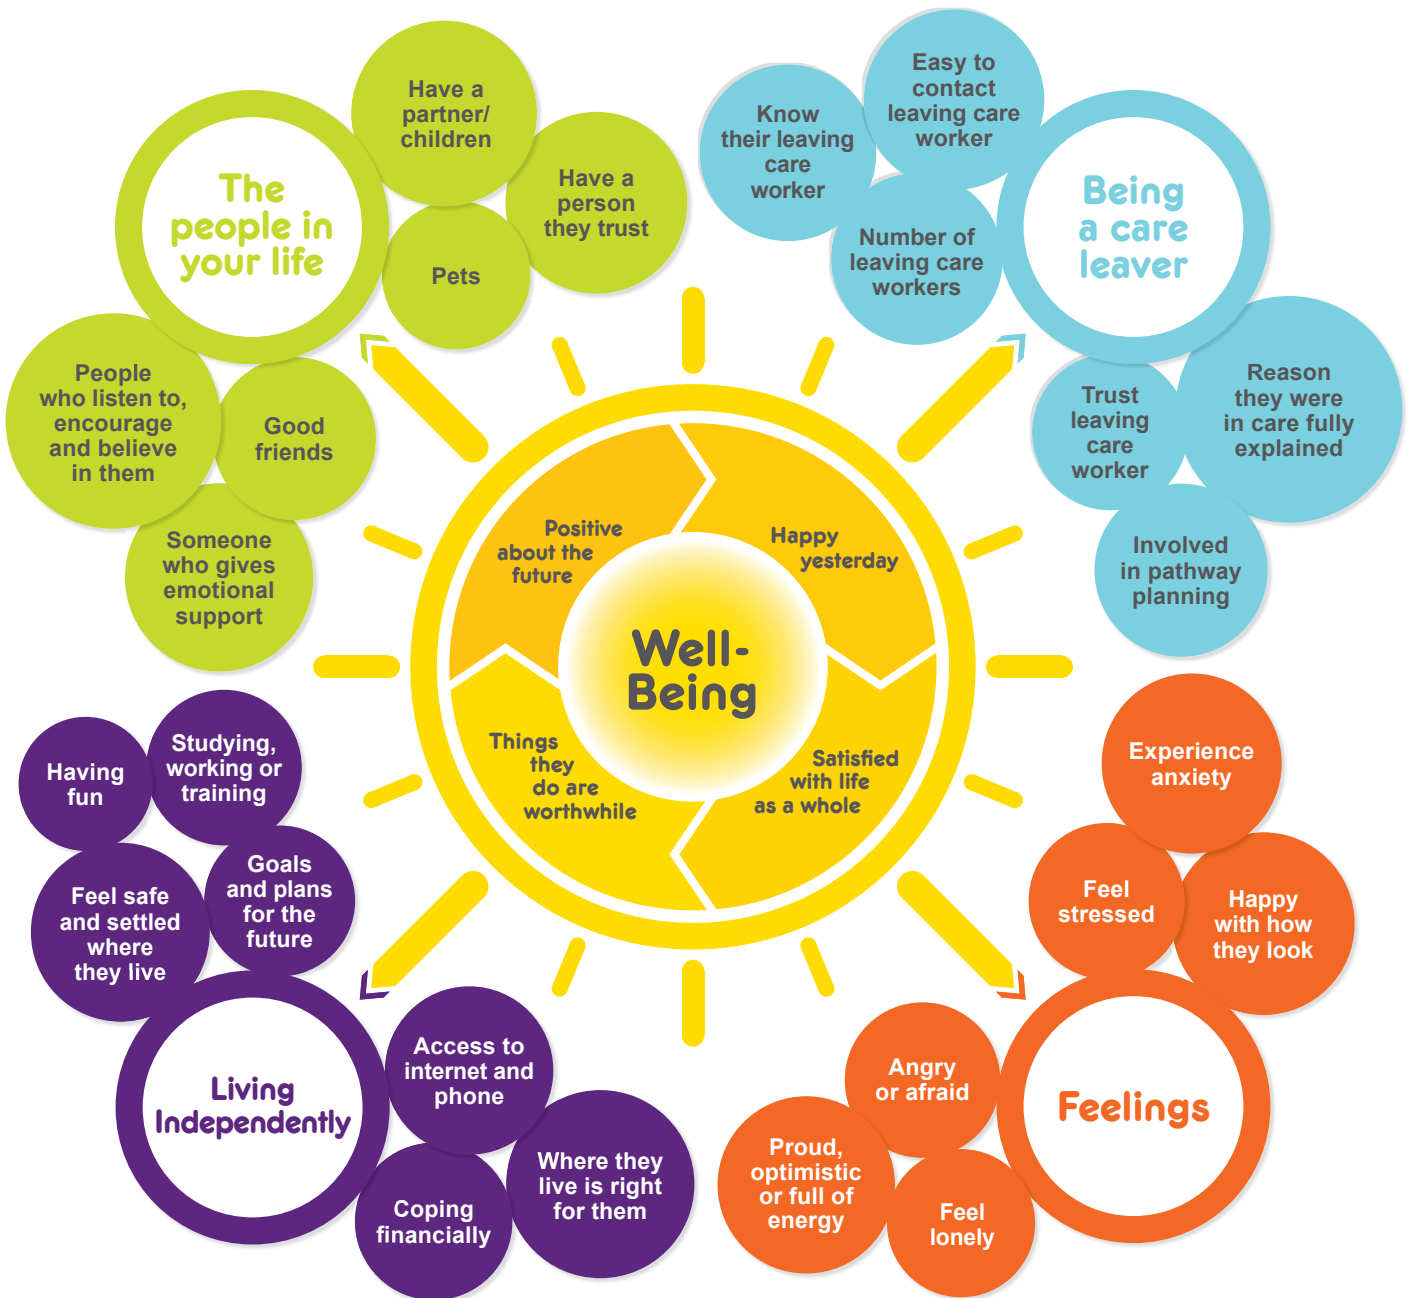 The
people in
your life
Have a
partner/
children
Have a
person
they trust
Pets
People
who listen to,
encourage
and believe
in them
Good
friends
Someone
who gives
emotional
support
Being
a care
leaver
Know
their leaving
care
worker
Easy to
contact
leaving care
worker
Number of
leaving care
workers
Trust
leaving
care
worker
Reason
they were
in care fully
explained
Involved
in pathway
planning
Well-
Being
Positive
about the
future
Happy
yesterday
Things
they
do are
worthwhile
Satisfied
with life
as a whole
Having
fun
Studying,
working or
training
Feel safe
and settled
where
they live
Goals
and plans
for the
future
Living
Independently
Access to
internet and
phone
Coping
financially
Where they
live is right
for them
Experience
anxiety
Feel
stressed
Happy
with how
they look
Feelings
Angry
or afraid
Proud,
optimistic
or full of
energy
Feel
lonely